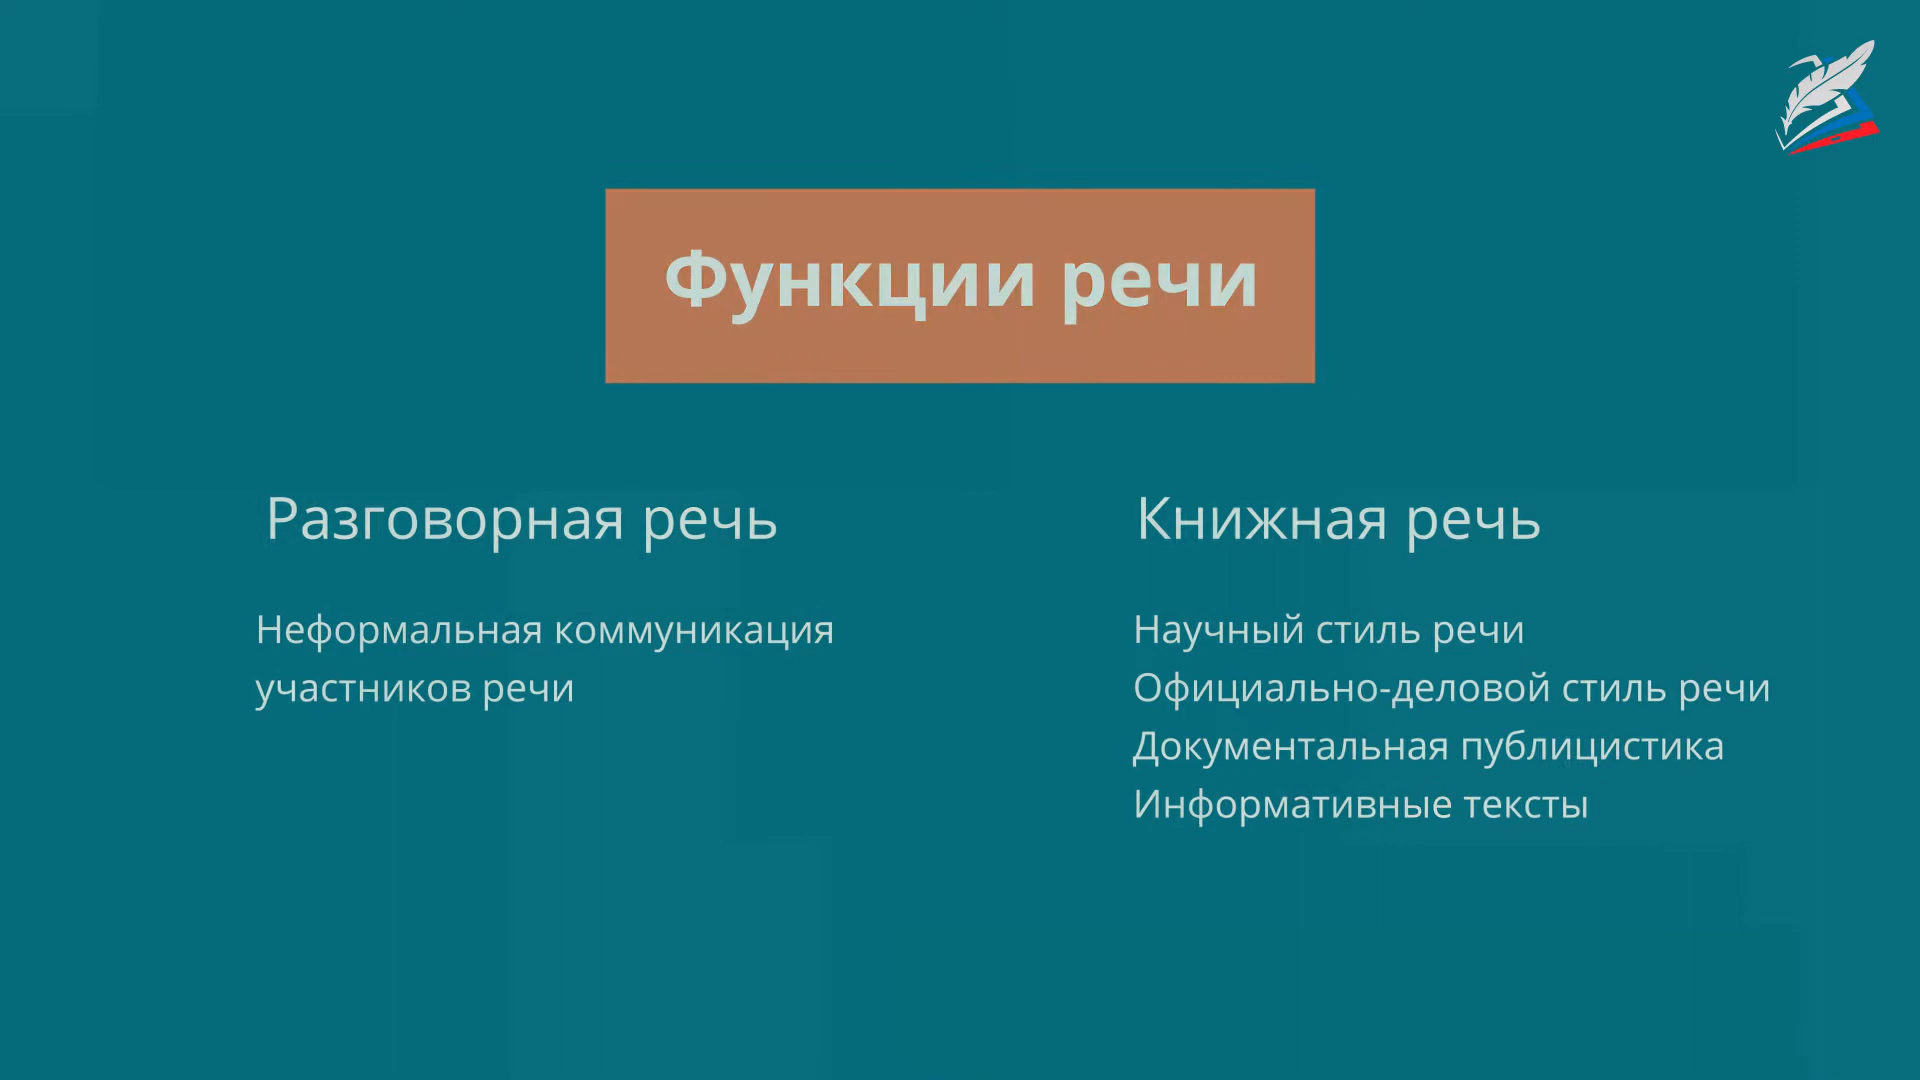 Функции речи
Разговорная речь
Неформальная коммуникация
участников речи
Книжная речь
Научный стиль речи
Официально-деловой стиль речи
Документальная публицистика
Информативные тексты